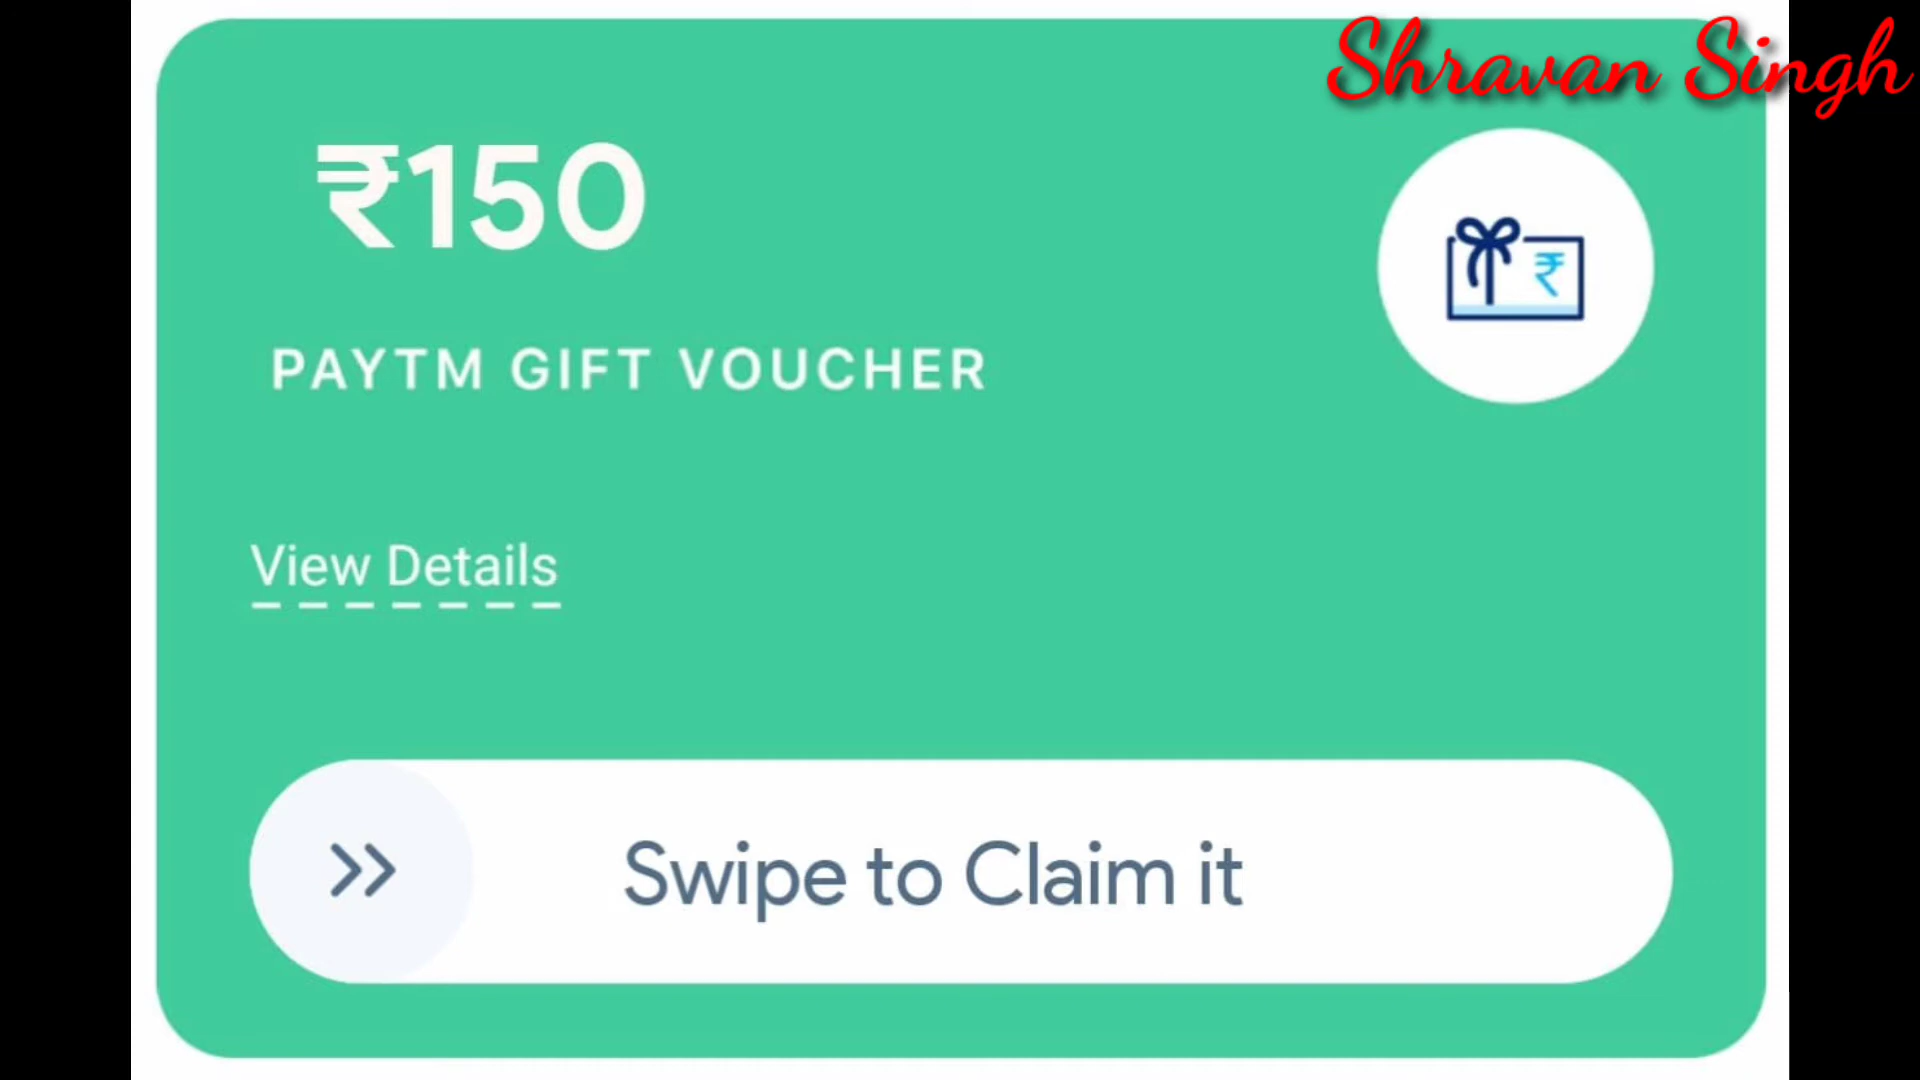 Shravan Singh
₹150
₹
PAYTM GIFT VOUCHER
View Details
Swipe to Claim it